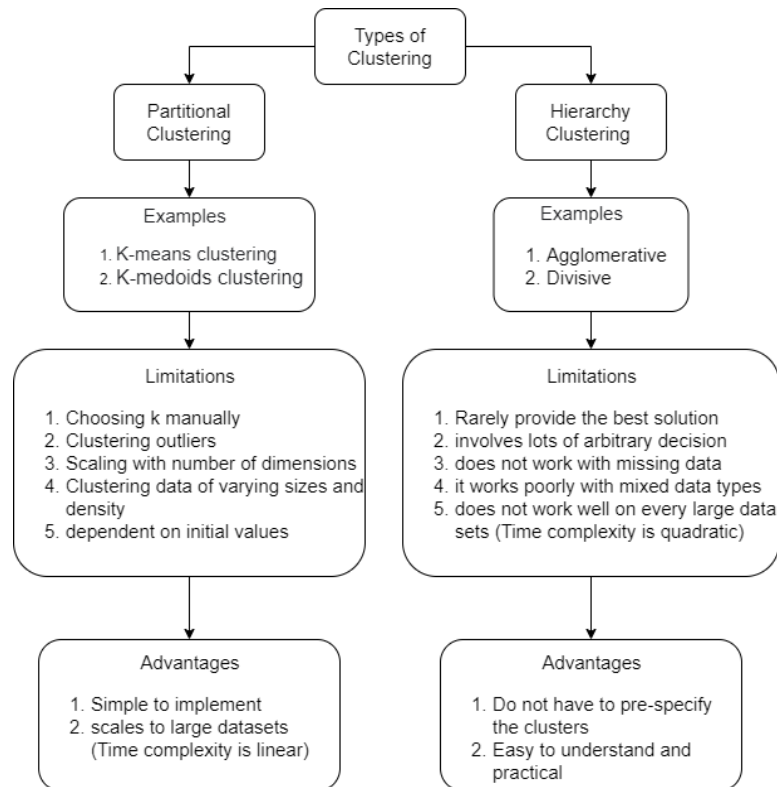 Types of
Clustering
Partitional
Clustering
Hierarchy
Clustering
Examples
1. K-means clustering
2. K-medoids clustering
Examples
1. Agglomerative
2. Divisive
Limitations
1. Choosing k manually
2. Clustering outliers
3. Scaling with number of dimensions
4. Clustering data of varying sizes and
density
5. dependent on initial values
Limitations
1. Rarely provide the best solution
2. involves lots of arbitrary decision
3. does not work with missing data
4. it works poorly with mixed data types
5. does not work well on every large data
sets (Time complexity is quadratic)
Advantages
1. Simple to implement
2. scales to large datasets
(Time complexity is linear)
Advantages
1. Do not have to pre-specify
the clusters
2. Easy to understand and
practical